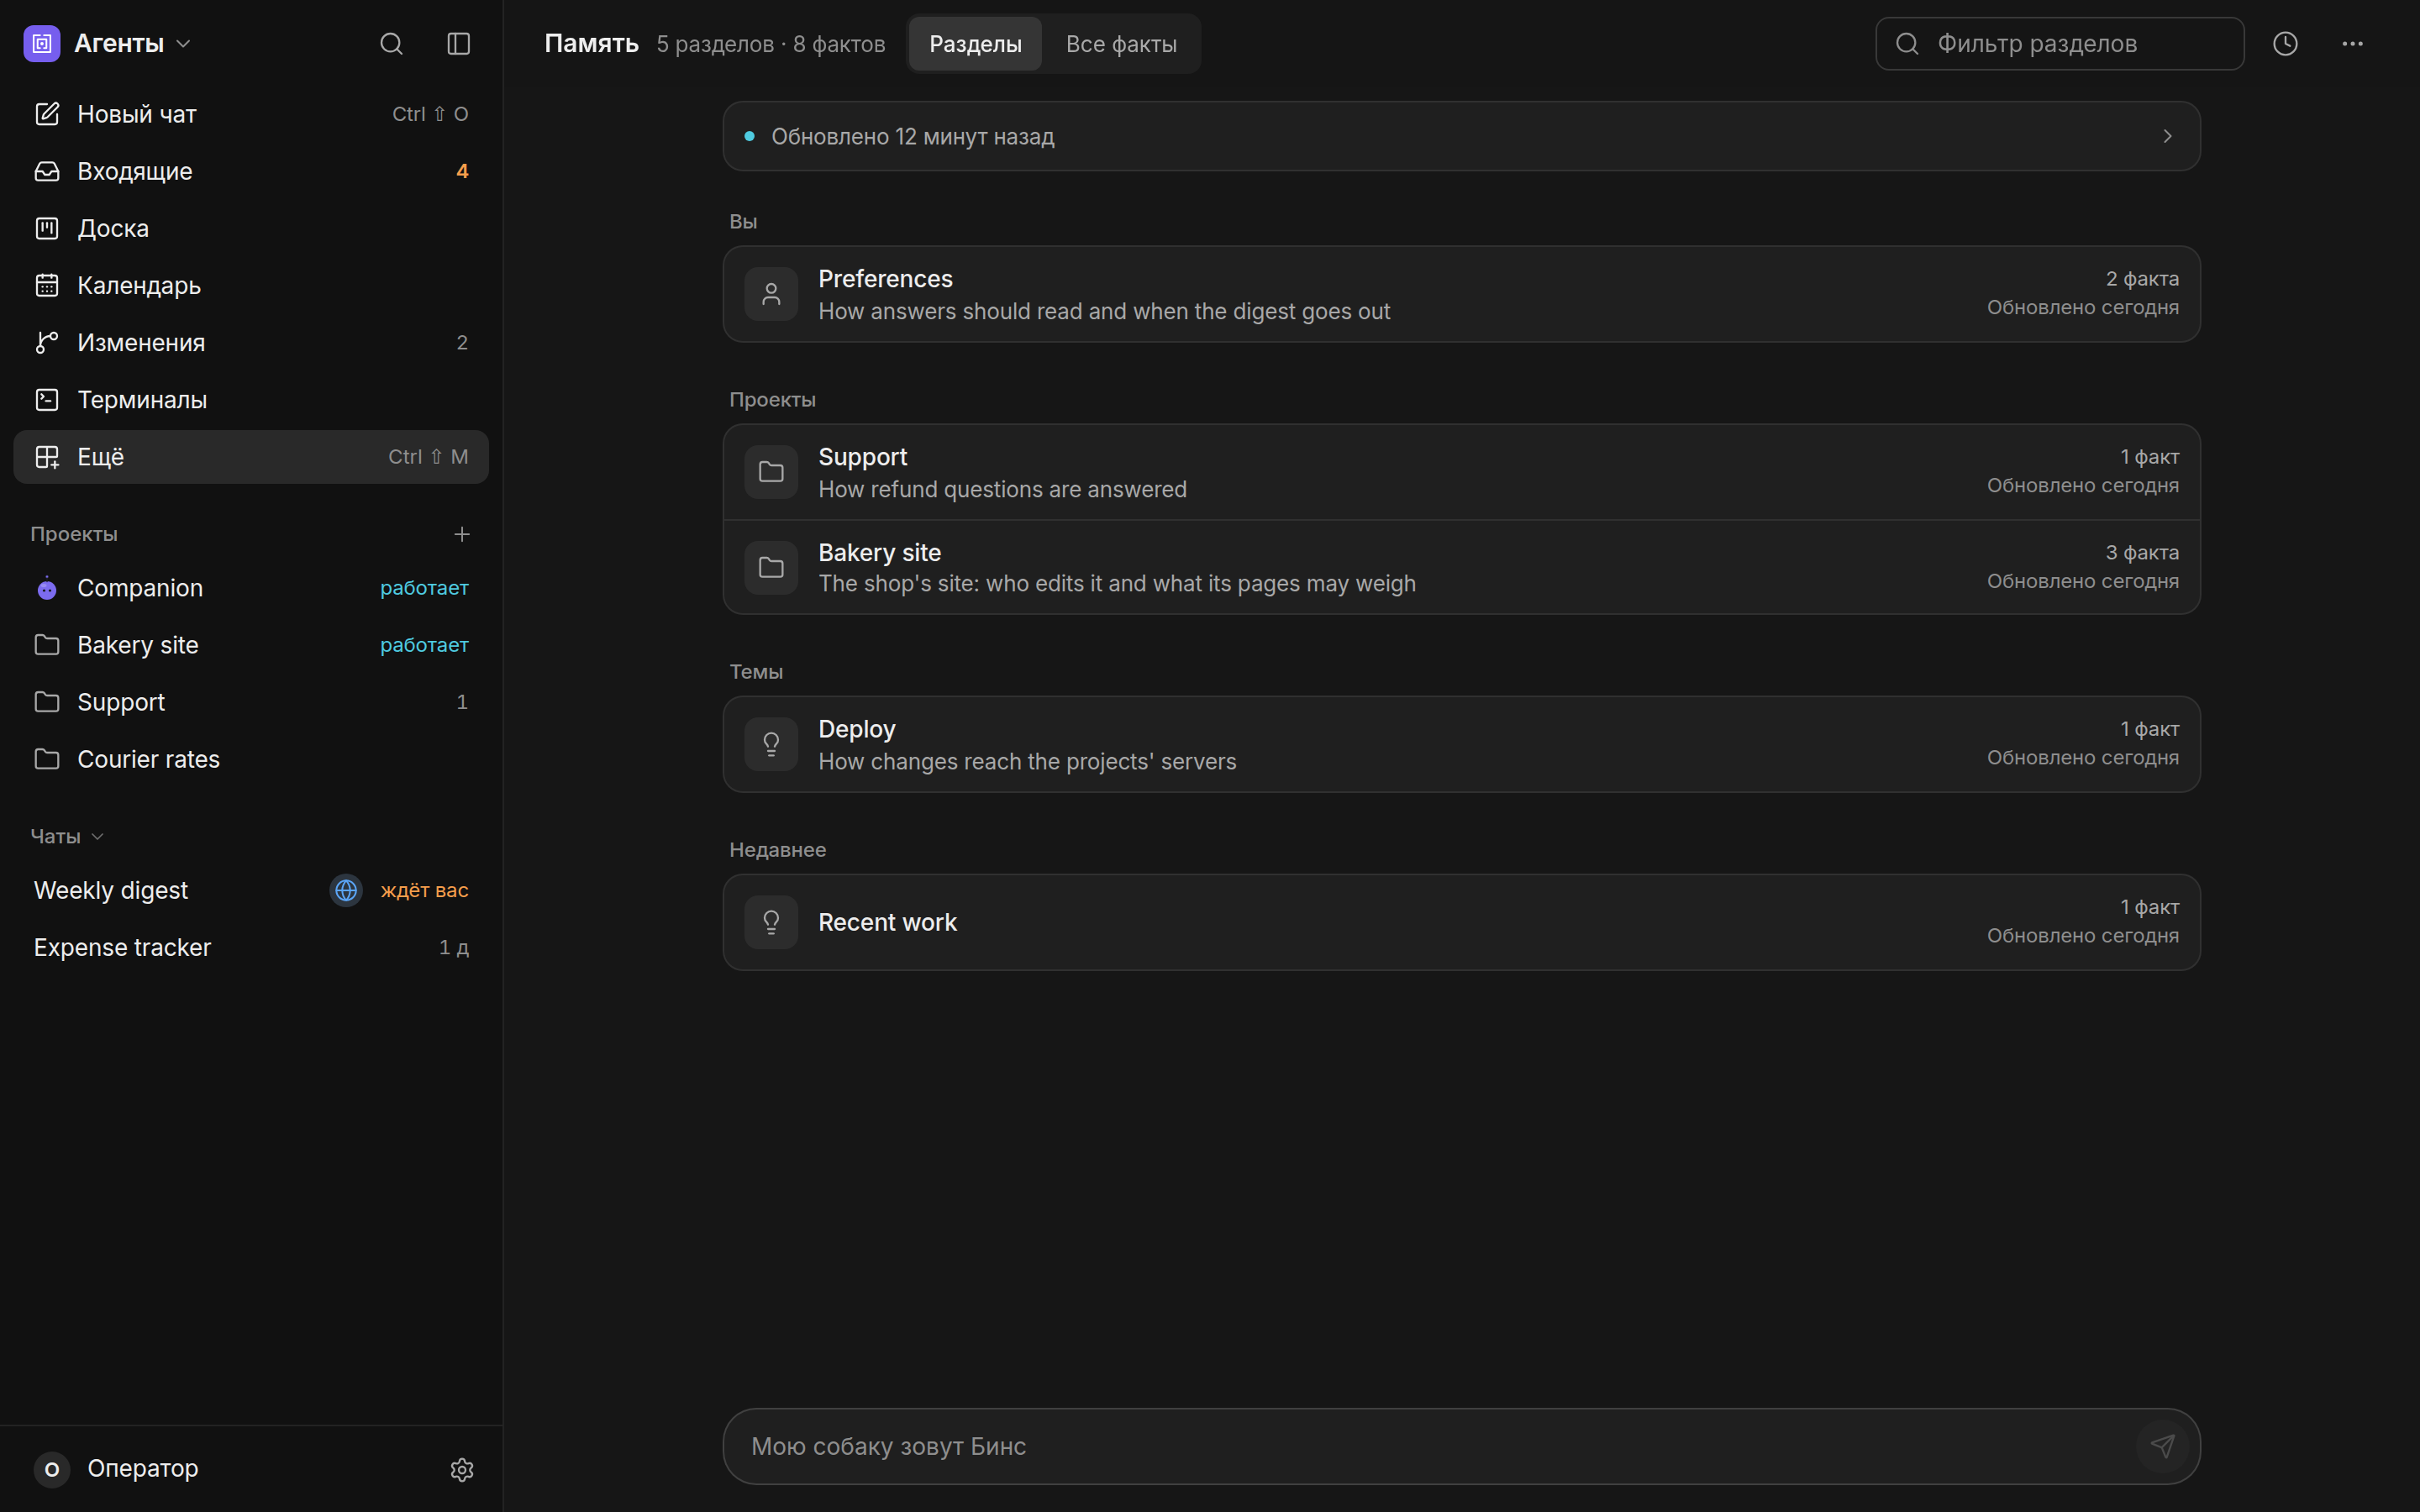 Агенты
Новый чат Ctrl ⇧ O
Входящие 4
Доска
Календарь
Изменения 2
Терминалы
Ещё Ctrl ⇧ M
Проекты
Companion работает
Bakery site работает
Support 1
Courier rates
Чаты
Weekly digest ждёт вас
Expense tracker 1 д
О Оператор
Память 5 разделов · 8 фактов Разделы Все факты Фильтр разделов
Обновлено 12 минут назад
Вы
Preferences 2 факта
How answers should read and when the digest goes out Обновлено сегодня
Проекты
Support 1 факт
How refund questions are answered Обновлено сегодня
Bakery site 3 факта
The shop's site: who edits it and what its pages may weigh Обновлено сегодня
Темы
Deploy 1 факт
How changes reach the projects' servers Обновлено сегодня
Недавнее
Recent work 1 факт
Обновлено сегодня
Мою собаку зовут Бинс